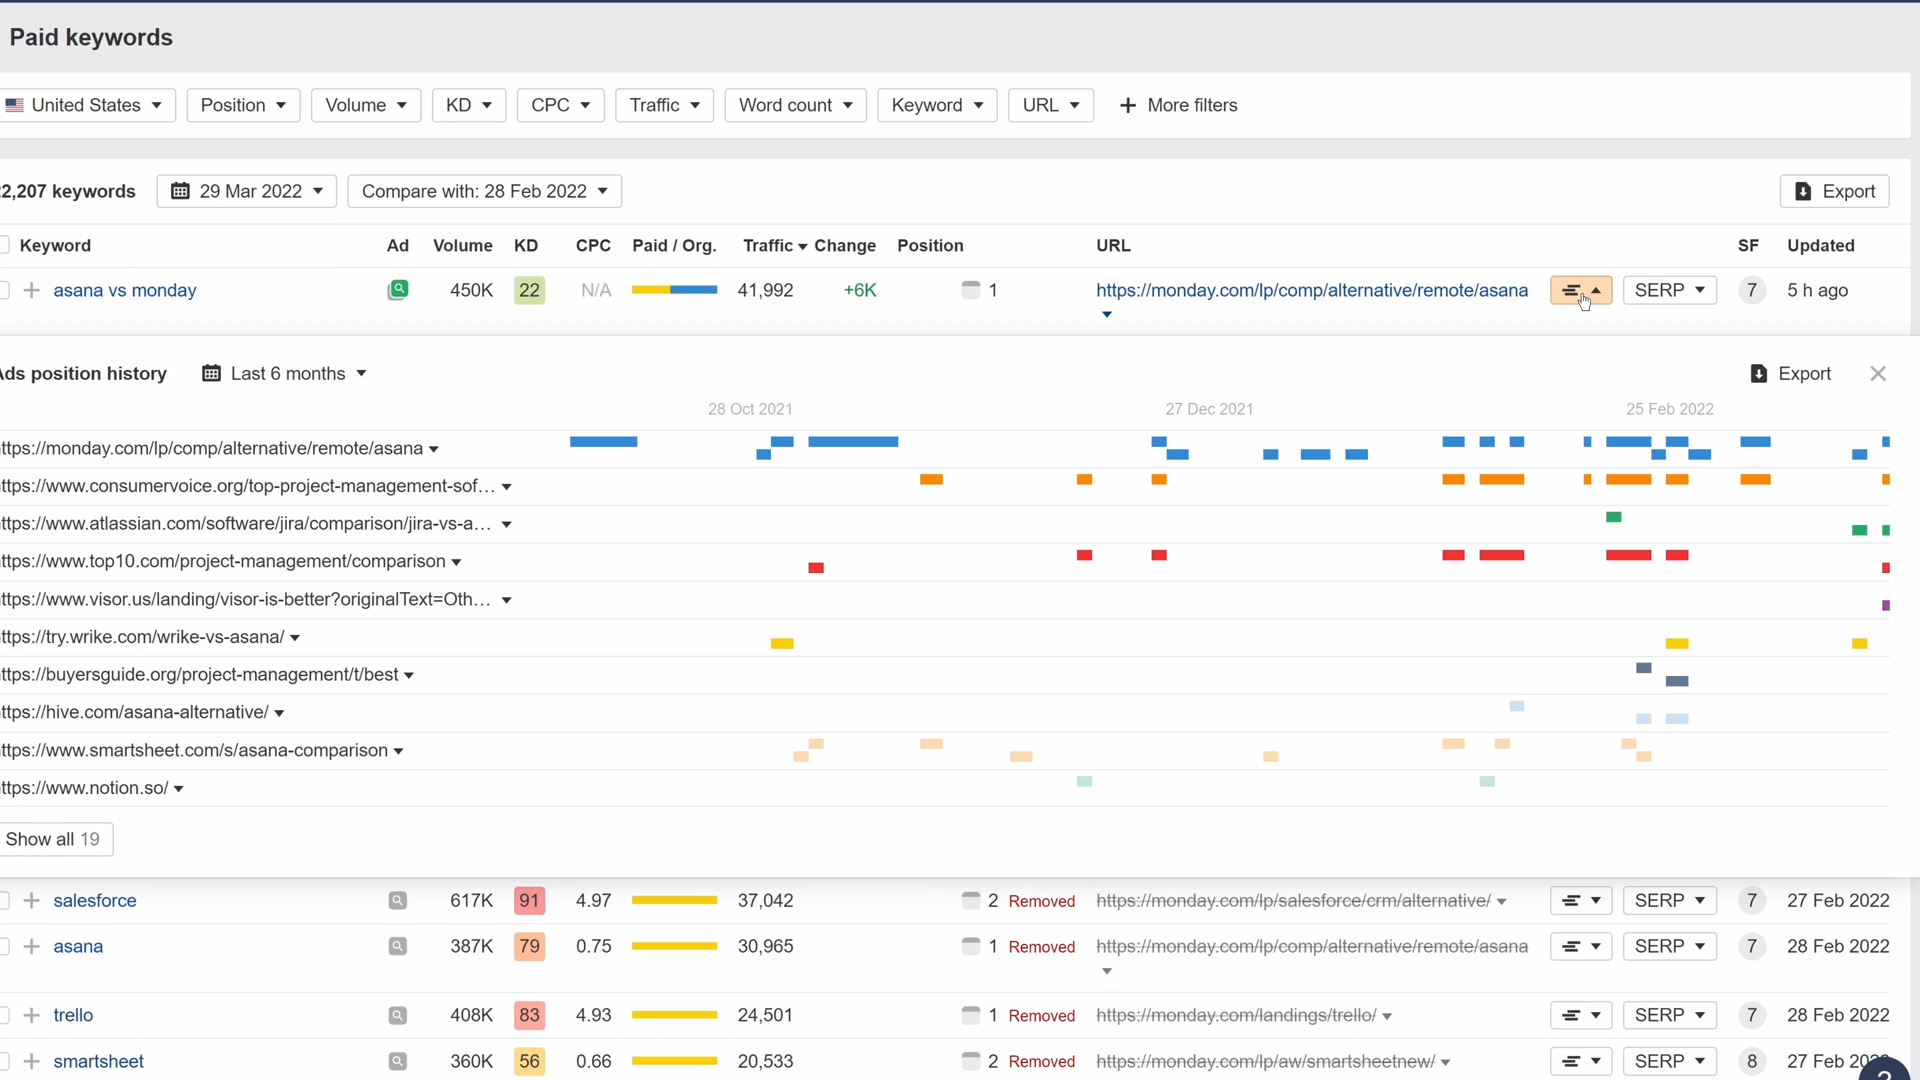 Paid keywords
United States Position Volume KD CPC Traffic Word count Keyword URL + More filters
2,207 keywords 29 Mar 2022 Compare with: 28 Feb 2022 Export
Keyword Ad Volume KD CPC Paid / Org. Traffic Change Position URL SF Updated
+ asana vs monday 450K 22 N/A 41,992 +6K 1 https://monday.com/lp/comp/alternative/remote/asana SERP 7 5 h ago
Ads position history Last 6 months Export
28 Oct 2021 27 Dec 2021 25 Feb 2022
ttps://monday.com/lp/comp/alternative/remote/asana
ttps://www.consumervoice.org/top-project-management-sof...
ttps://www.atlassian.com/software/jira/comparison/jira-vs-a...
ttps://www.top10.com/project-management/comparison
ttps://www.visor.us/landing/visor-is-better?originalText=Oth...
ttps://try.wrike.com/wrike-vs-asana/
ttps://buyersguide.org/project-management/t/best
ttps://hive.com/asana-alternative/
ttps://www.smartsheet.com/s/asana-comparison
ttps://www.notion.so/
Show all 19
+ salesforce 617K 91 4.97 37,042 2 Removed https://monday.com/lp/salesforce/crm/alternative/ SERP 7 27 Feb 2022
+ asana 387K 79 0.75 30,965 1 Removed https://monday.com/lp/comp/alternative/remote/asana SERP 7 28 Feb 2022
+ trello 408K 83 4.93 24,501 1 Removed https://monday.com/landings/trello/ SERP 7 28 Feb 2022
+ smartsheet 360K 56 0.66 20,533 2 Removed https://monday.com/lp/aw/smartsheetnew/ SERP 8 27 Feb 2022